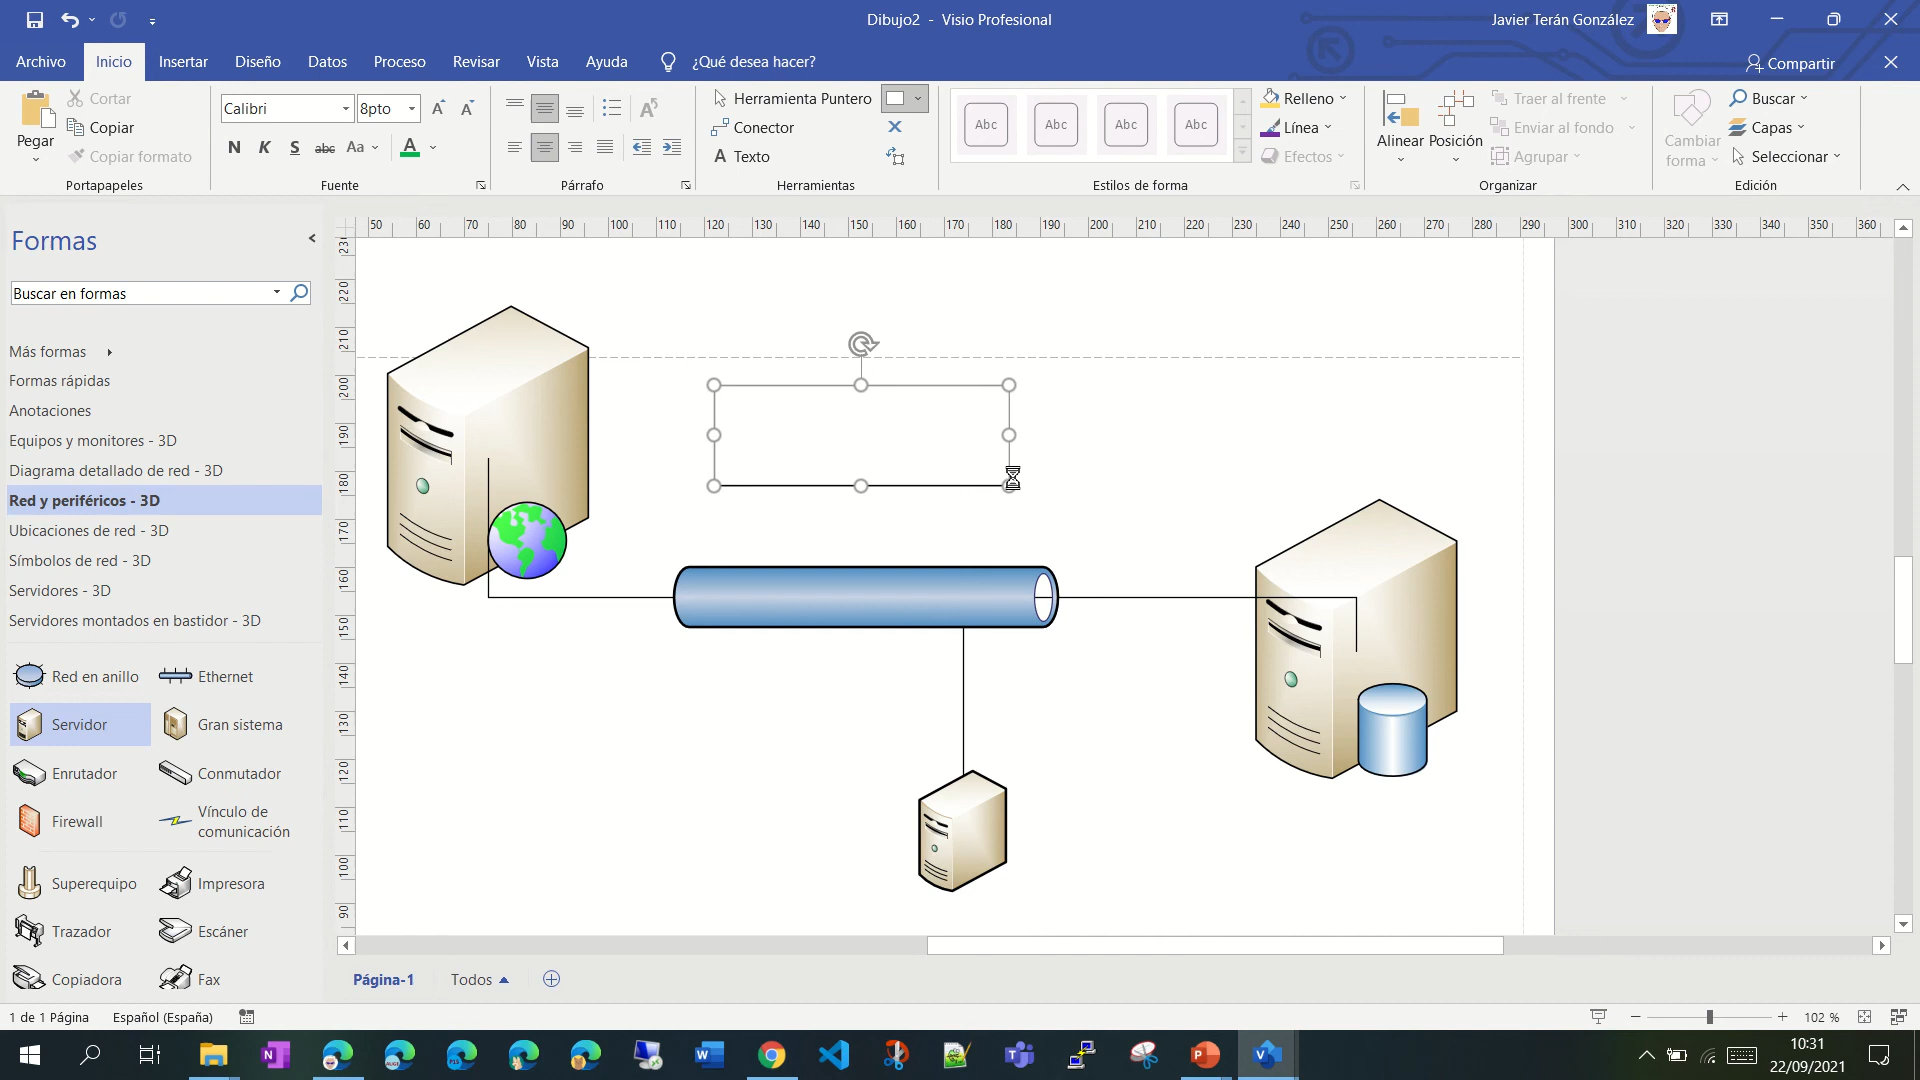 Dibujo2 - Visio Profesional
Javier Terán González
Archivo Inicio Insertar Diseño Datos Proceso Revisar Vista Ayuda ¿Qué desea hacer? Compartir
Pegar
Cortar
Copiar
Copiar formato
Portapapeles
Calibri 8pto
N K S abc Aa A
Fuente
Párrafo
Herramienta Puntero
Conector
A Texto
Herramientas
Abc Abc Abc Abc
Relleno
Línea
Efectos
Estilos de forma
Alinear Posición
Traer al frente
Enviar al fondo
Agrupar
Organizar
Cambiar
forma
Buscar
Capas
Seleccionar
Edición
Formas
Buscar en formas
Más formas
Formas rápidas
Anotaciones
Equipos y monitores - 3D
Diagrama detallado de red - 3D
Red y periféricos - 3D
Ubicaciones de red - 3D
Símbolos de red - 3D
Servidores - 3D
Servidores montados en bastidor - 3D
Red en anillo Ethernet
Servidor Gran sistema
Enrutador Conmutador
Firewall Vínculo de
comunicación
Superequipo Impresora
Trazador Escáner
Copiadora Fax
50 60 70 80 90 100 110 120 130 140 150 160 170 180 190 200 210 220 230 240 250 260 270 280 290 300 310 320 330 340 350 360
220
210
200
190
180
170
160
150
140
130
120
110
100
90
Página-1 Todos
1 de 1 Página Español (España) 102 %
10:31
22/09/2021